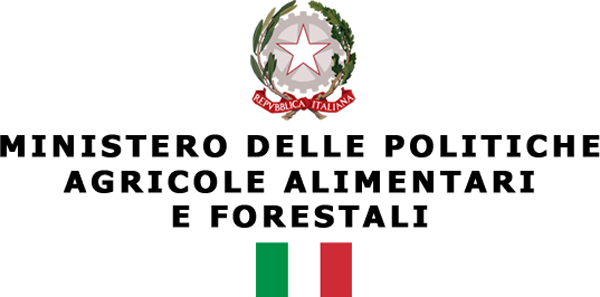 REPVBBLICA ITALIANA
MINISTERO DELLE POLITICHE
AGRICOLE ALIMENTARI
E FORESTALI